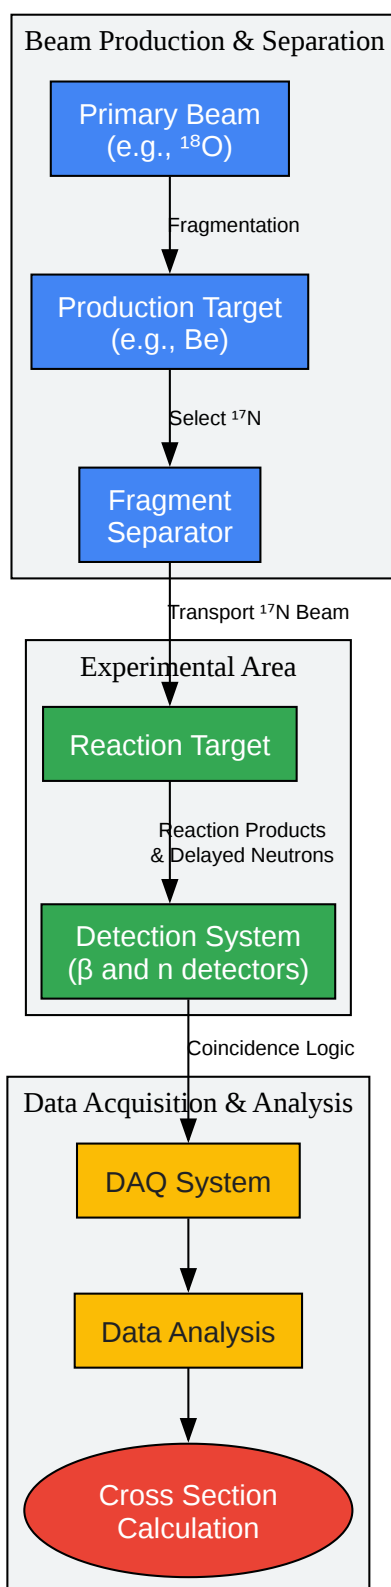 Beam Production & Separation
Primary Beam
(e.g., ¹⁸O)
Fragmentation
Production Target
(e.g., Be)
Select ¹⁷N
Fragment
Separator
Transport ¹⁷N Beam
Experimental Area
Reaction Target
Reaction Products
& Delayed Neutrons
Detection System
(β and n detectors)
Coincidence Logic
Data Acquisition & Analysis
DAQ System
Data Analysis
Cross Section
Calculation